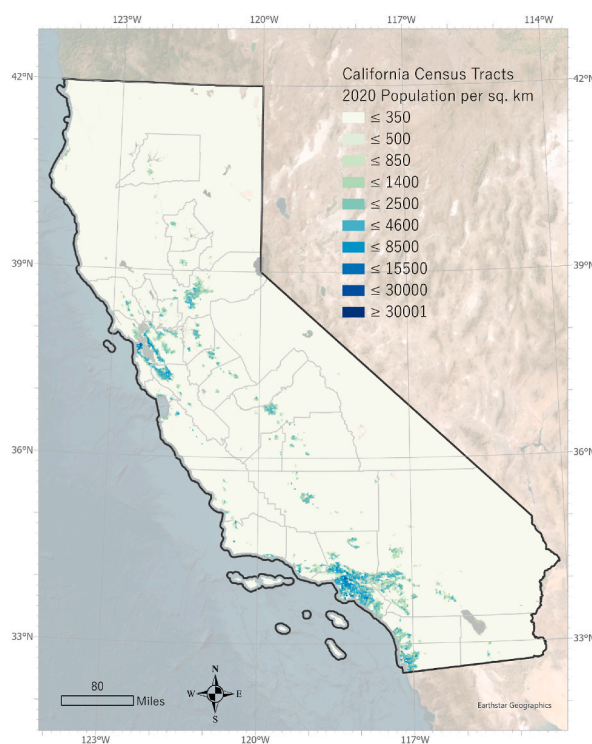 123°W 120°W 117°W 114°W
42°N 42°N
California Census Tracts
2020 Population per sq. km
≤ 350
≤ 500
≤ 850
≤ 1400
≤ 2500
≤ 4600
≤ 8500
≤ 15500
≤ 30000
≥ 30001
39°N 39°N
36°N 36°N
33°N 33°N
80
Miles
N
W E
S
Earthstar Geographics
123°W 120°W 117°W